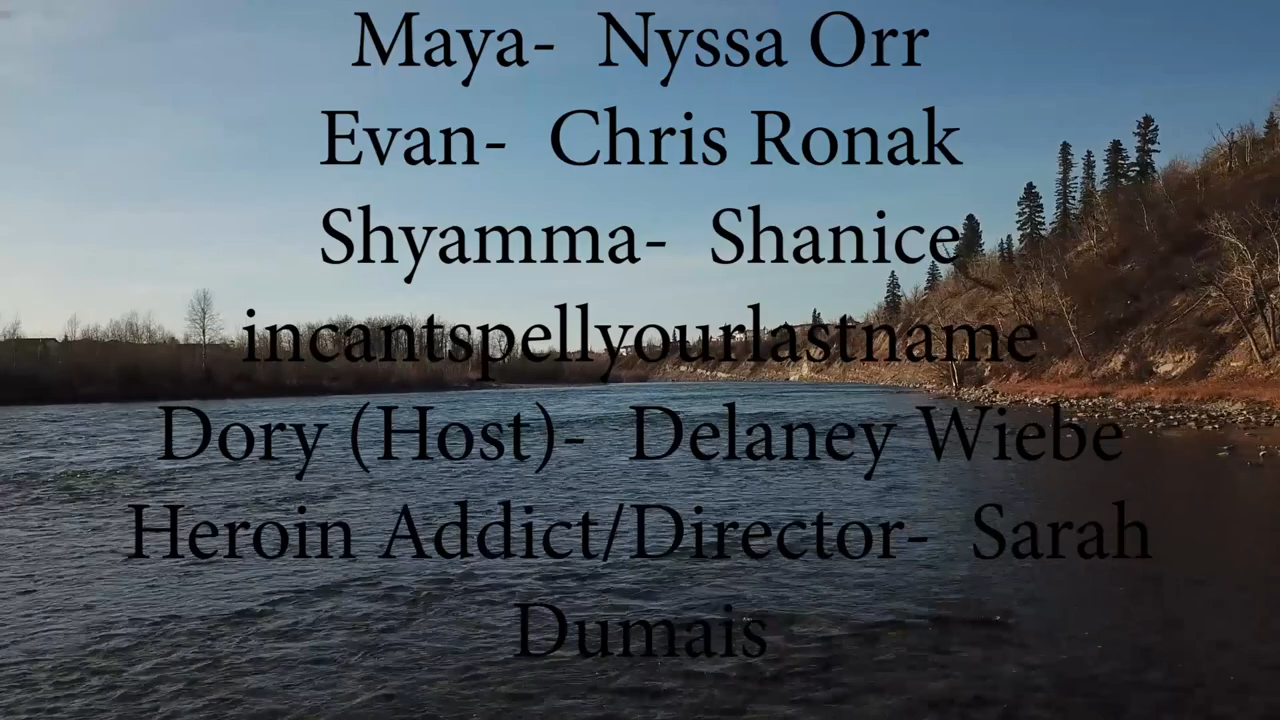 Maya-  Nyssa Orr
Evan-  Chris Ronak
Shyamma-  Shanice
incantspellyourlastname
Dory (Host)-  Delaney Wiebe
Heroin Addict/Director-  Sarah
Dumais